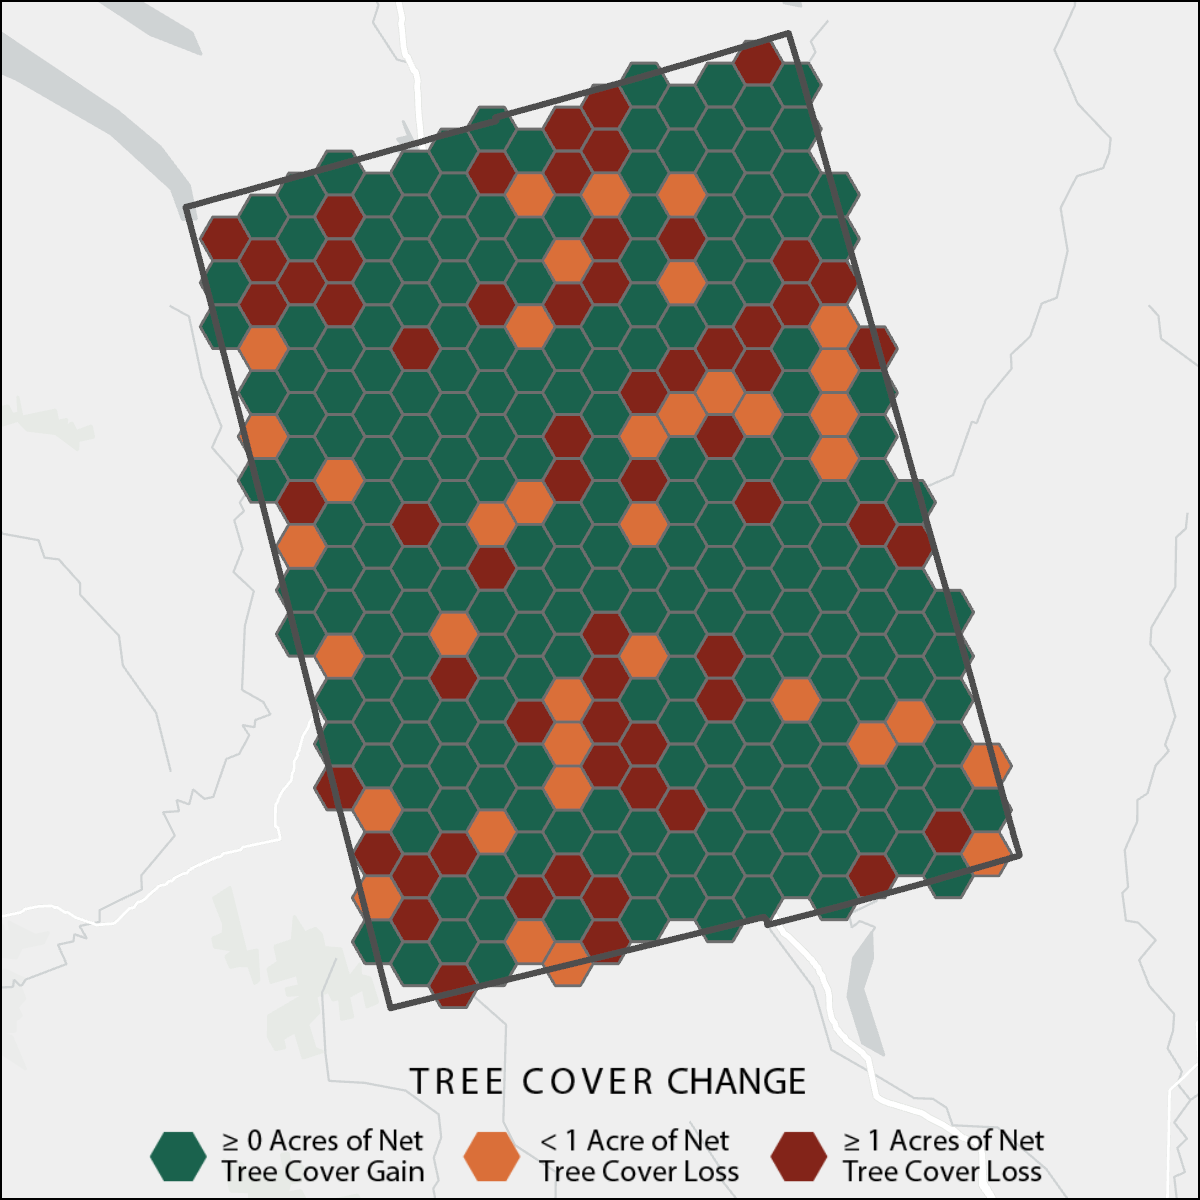 TREE COVER CHANGE
≥ 0 Acres of Net
Tree Cover Gain
< 1 Acre of Net
Tree Cover Loss
≥ 1 Acres of Net
Tree Cover Loss